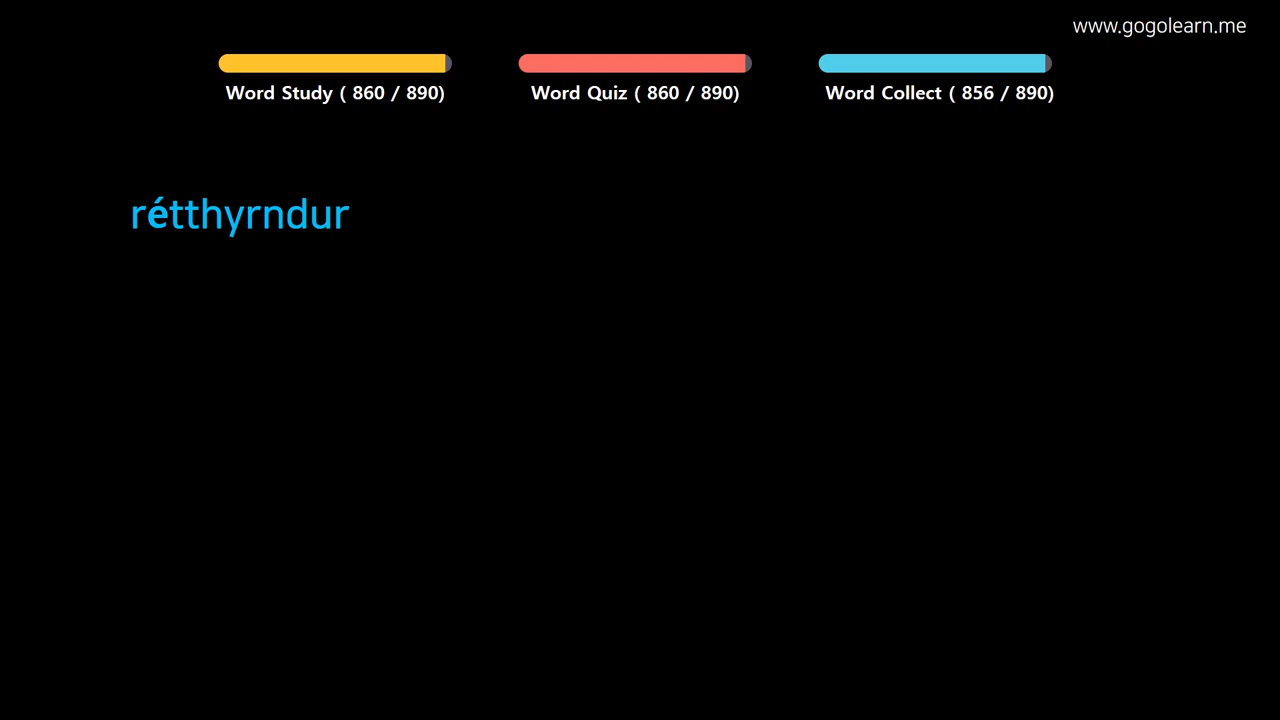 www.gogolearn.me
Word Study ( 860 / 890)
Word Quiz ( 860 / 890)
Word Collect ( 856 / 890)
rétthyrndur